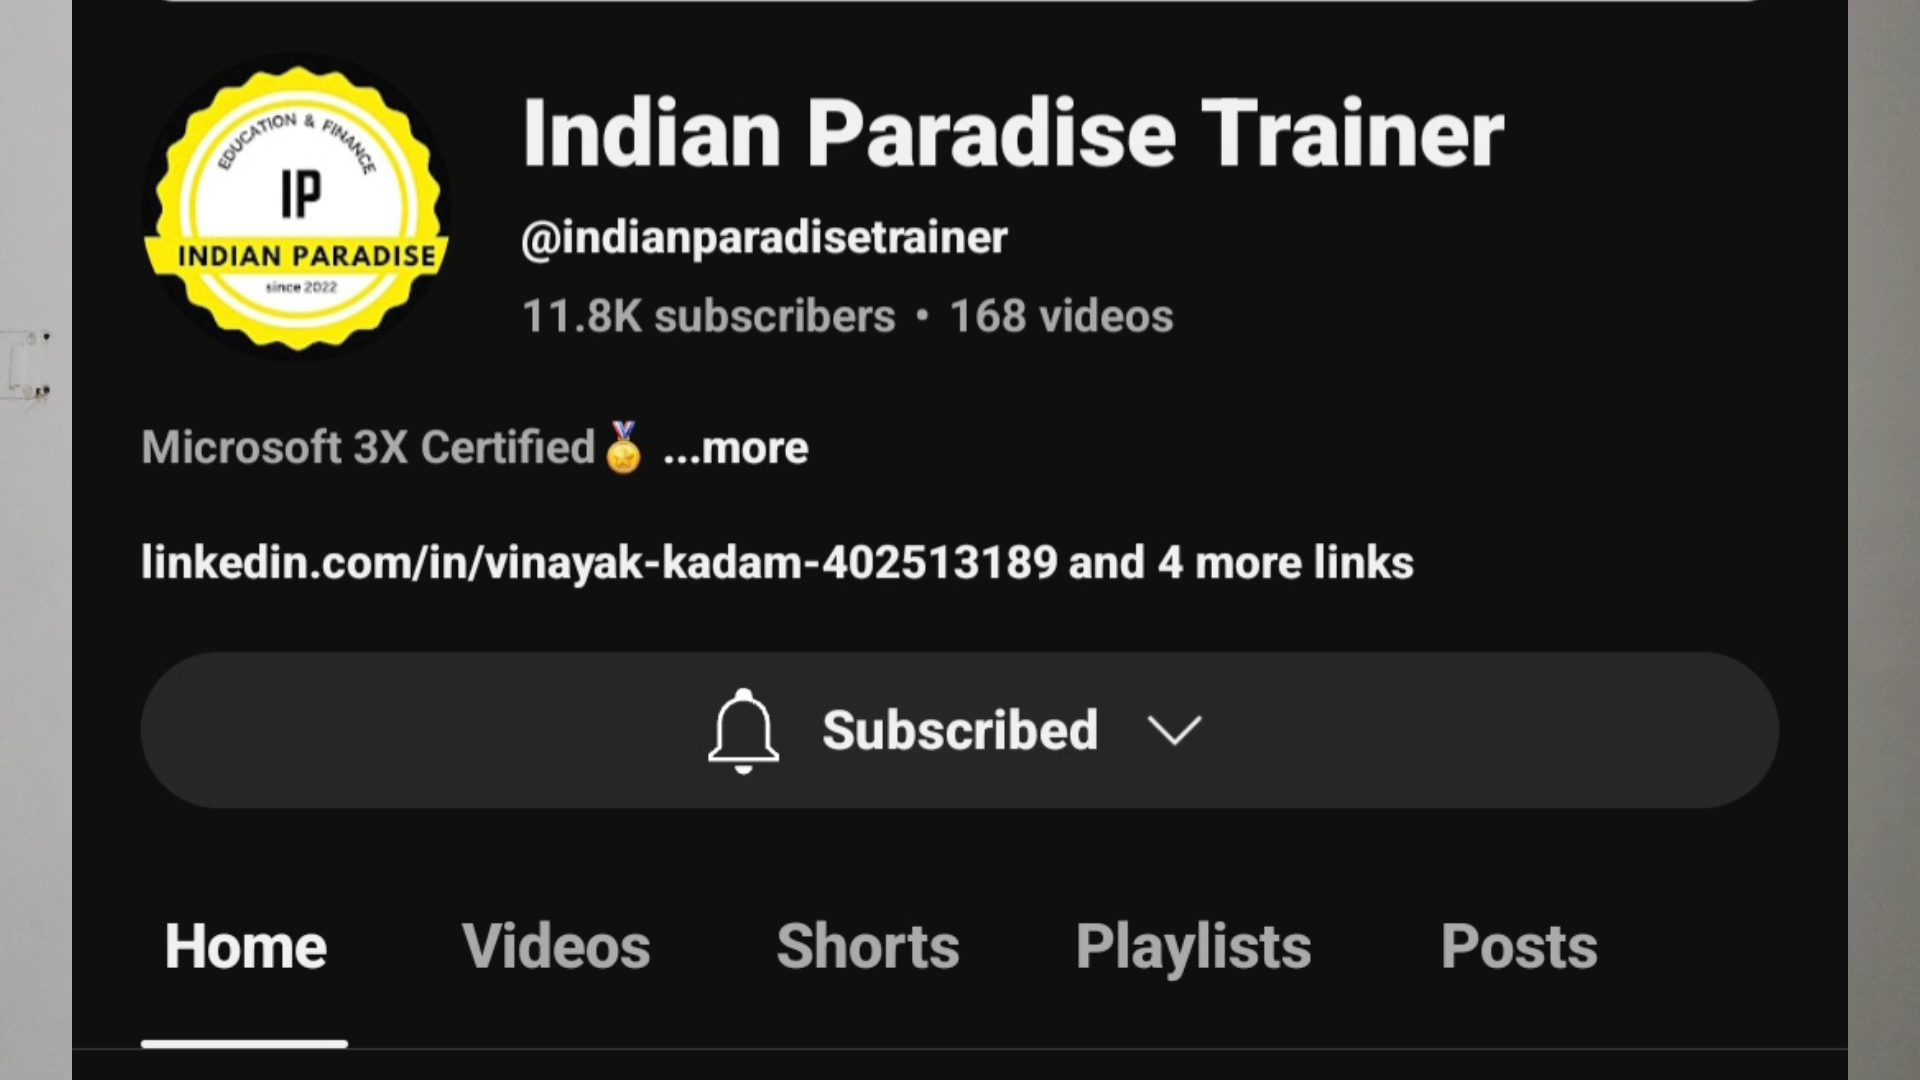 EDUCATION & FINANCE
IP
INDIAN PARADISE
since 2022
Indian Paradise Trainer
@indianparadisetrainer
11.8K subscribers • 168 videos
Microsoft 3X Certified🏅 ...more
linkedin.com/in/vinayak-kadam-402513189 and 4 more links
Subscribed
Home Videos Shorts Playlists Posts